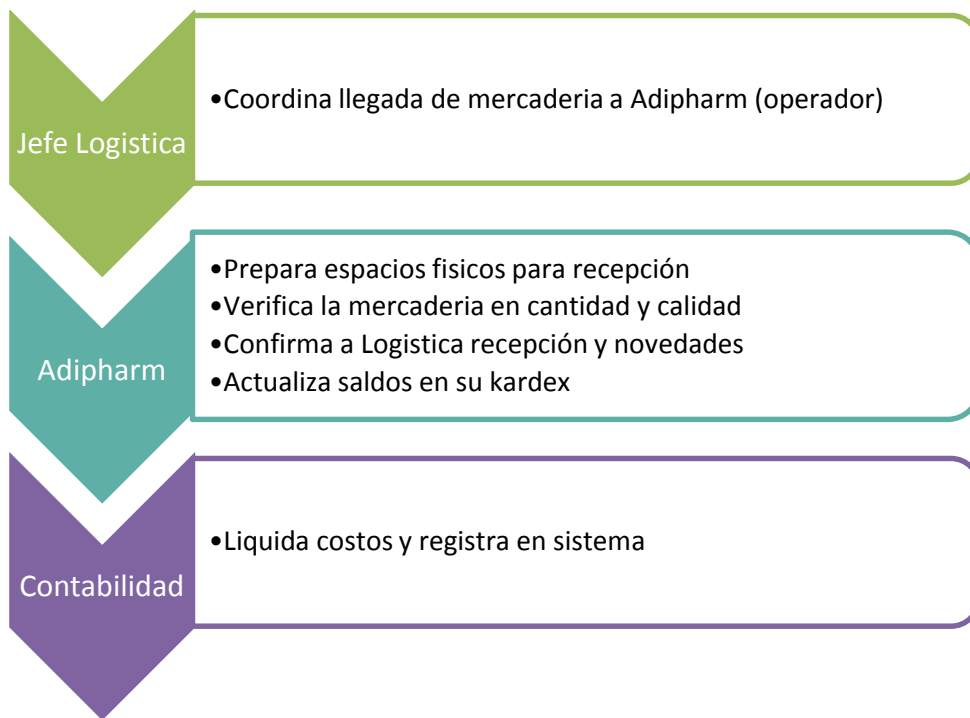 Jefe Logistica
•Coordina llegada de mercaderia a Adipharm (operador)
Adipharm
•Prepara espacios fisicos para recepción
•Verifica la mercaderia en cantidad y calidad
•Confirma a Logistica recepción y novedades
•Actualiza saldos en su kardex
Contabilidad
•Liquida costos y registra en sistema